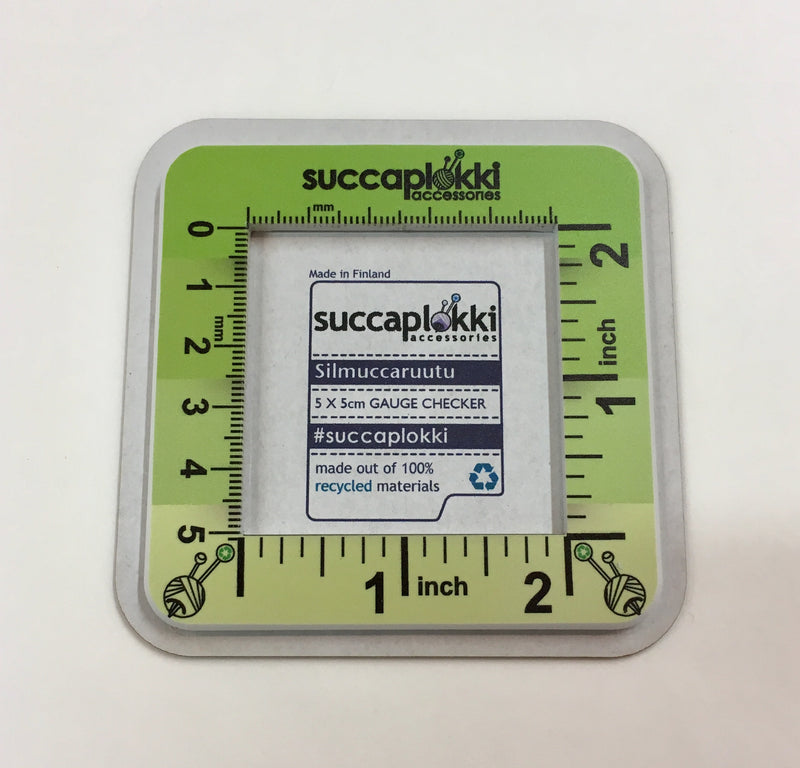 succaplokki
accessories
mm
0
1
mm
2
3
4
5
2
inch
1
Made in Finland
succaplokki
accessories
Silmuccaruutu
5 X 5cm GAUGE CHECKER
#succaplokki
made out of 100%
recycled materials
1 inch 2